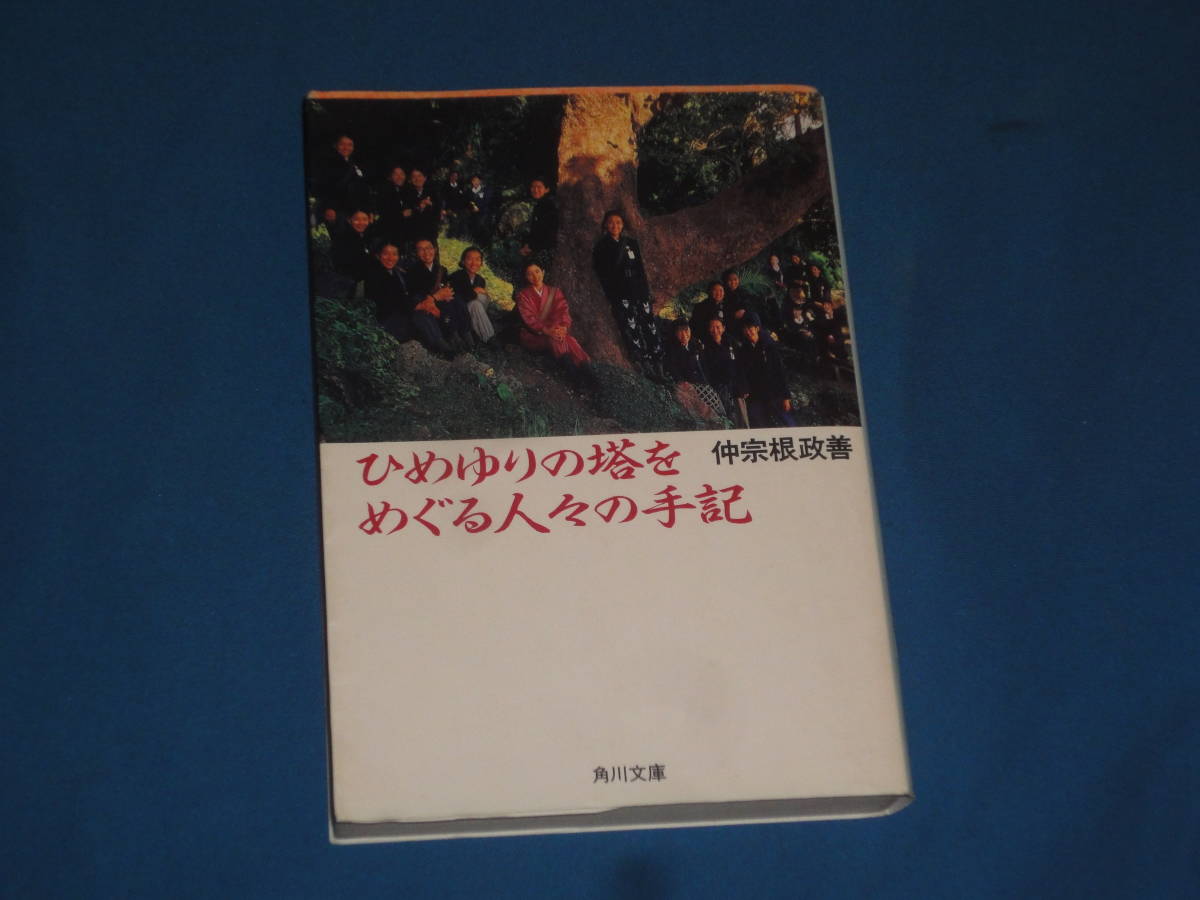 ひめゆりの塔を
めぐる人々の手記
仲宗根政善
角川文庫